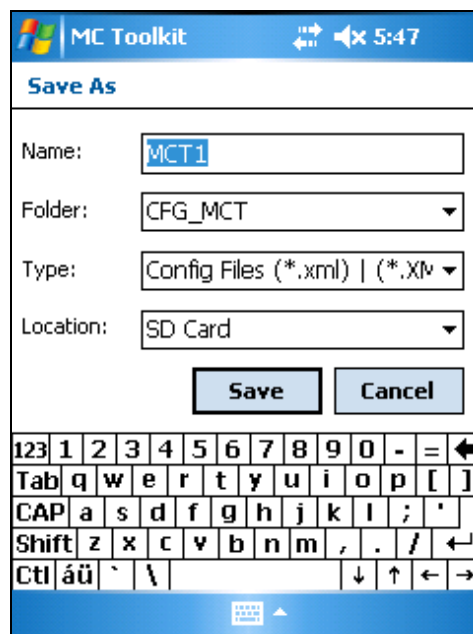 MC Toolkit 5:47
Save As
Name: MCT1
Folder: CFG_MCT
Type: Config Files (*.xml) | (*.XM
Location: SD Card
Save Cancel
123 1 2 3 4 5 6 7 8 9 0 - =
Tab q w e r t y u i o p [ ]
CAP a s d f g h j k l ; '
Shift z x c v b n m , . /
Ctl áü ` \ ↓ ↑ ← →